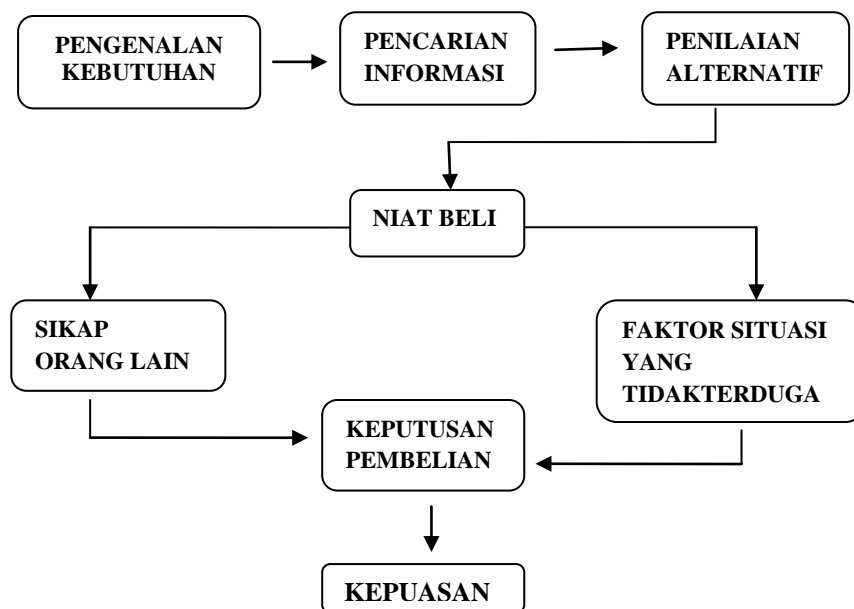 PENGENALAN
KEBUTUHAN
PENCARIAN
INFORMASI
PENILAIAN
ALTERNATIF
NIAT BELI
SIKAP
ORANG LAIN
FAKTOR SITUASI
YANG
TIDAKTERDUGA
KEPUTUSAN
PEMBELIAN
KEPUASAN